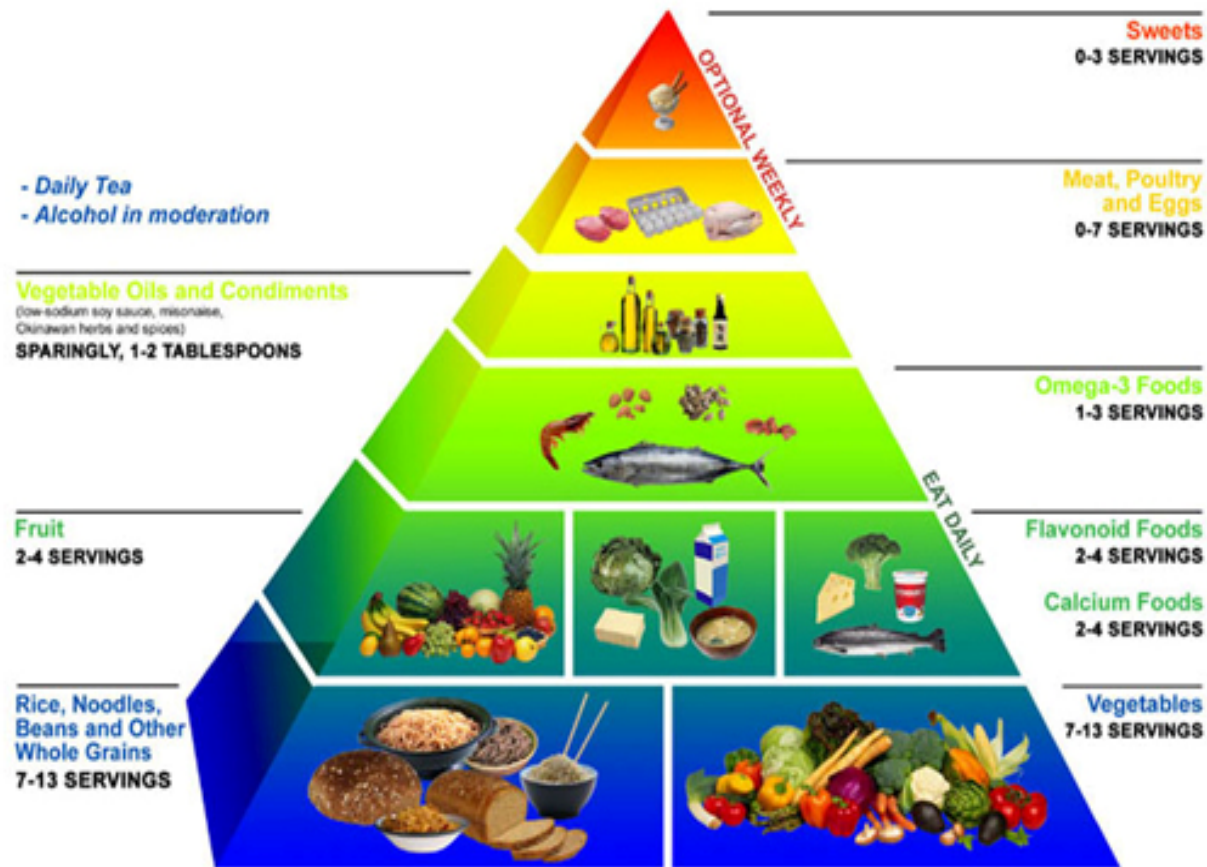 Sweets
0-3 SERVINGS
OPTIONAL WEEKLY
- Daily Tea
- Alcohol in moderation
Meat, Poultry
and Eggs
0-7 SERVINGS
Vegetable Oils and Condiments
(low-sodium soy sauce, misonaise,
Okinawan herbs and spices)
SPARINGLY, 1-2 TABLESPOONS
Omega-3 Foods
1-3 SERVINGS
EAT DAILY
Fruit
2-4 SERVINGS
Flavonoid Foods
2-4 SERVINGS
Calcium Foods
2-4 SERVINGS
Rice, Noodles,
Beans and Other
Whole Grains
7-13 SERVINGS
Vegetables
7-13 SERVINGS